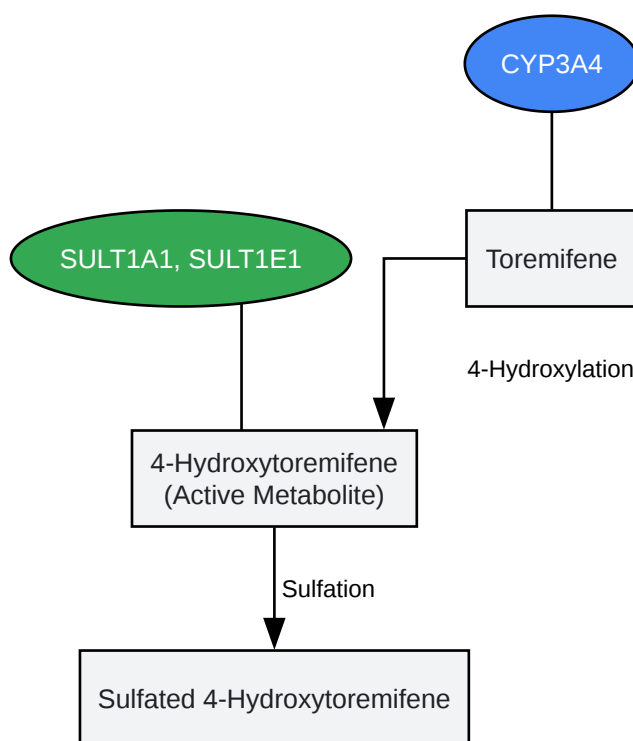 CYP3A4
SULT1A1, SULT1E1
Toremifene
4-Hydroxylation
4-Hydroxytoremifene
(Active Metabolite)
Sulfation
Sulfated 4-Hydroxytoremifene